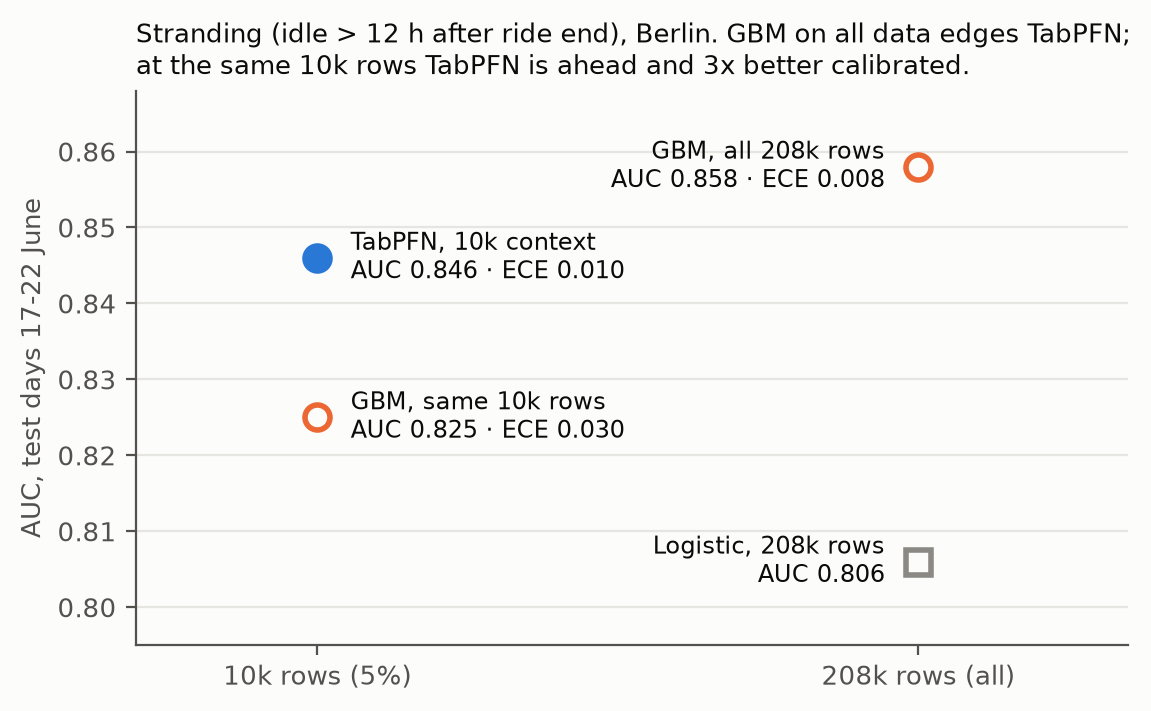 Stranding (idle > 12 h after ride end), Berlin. GBM on all data edges TabPFN;
at the same 10k rows TabPFN is ahead and 3x better calibrated.
AUC, test days 17-22 June
0.86
0.85
0.84
0.83
0.82
0.81
0.80
GBM, all 208k rows
AUC 0.858 · ECE 0.008
TabPFN, 10k context
AUC 0.846 · ECE 0.010
GBM, same 10k rows
AUC 0.825 · ECE 0.030
Logistic, 208k rows
AUC 0.806
10k rows (5%)
208k rows (all)